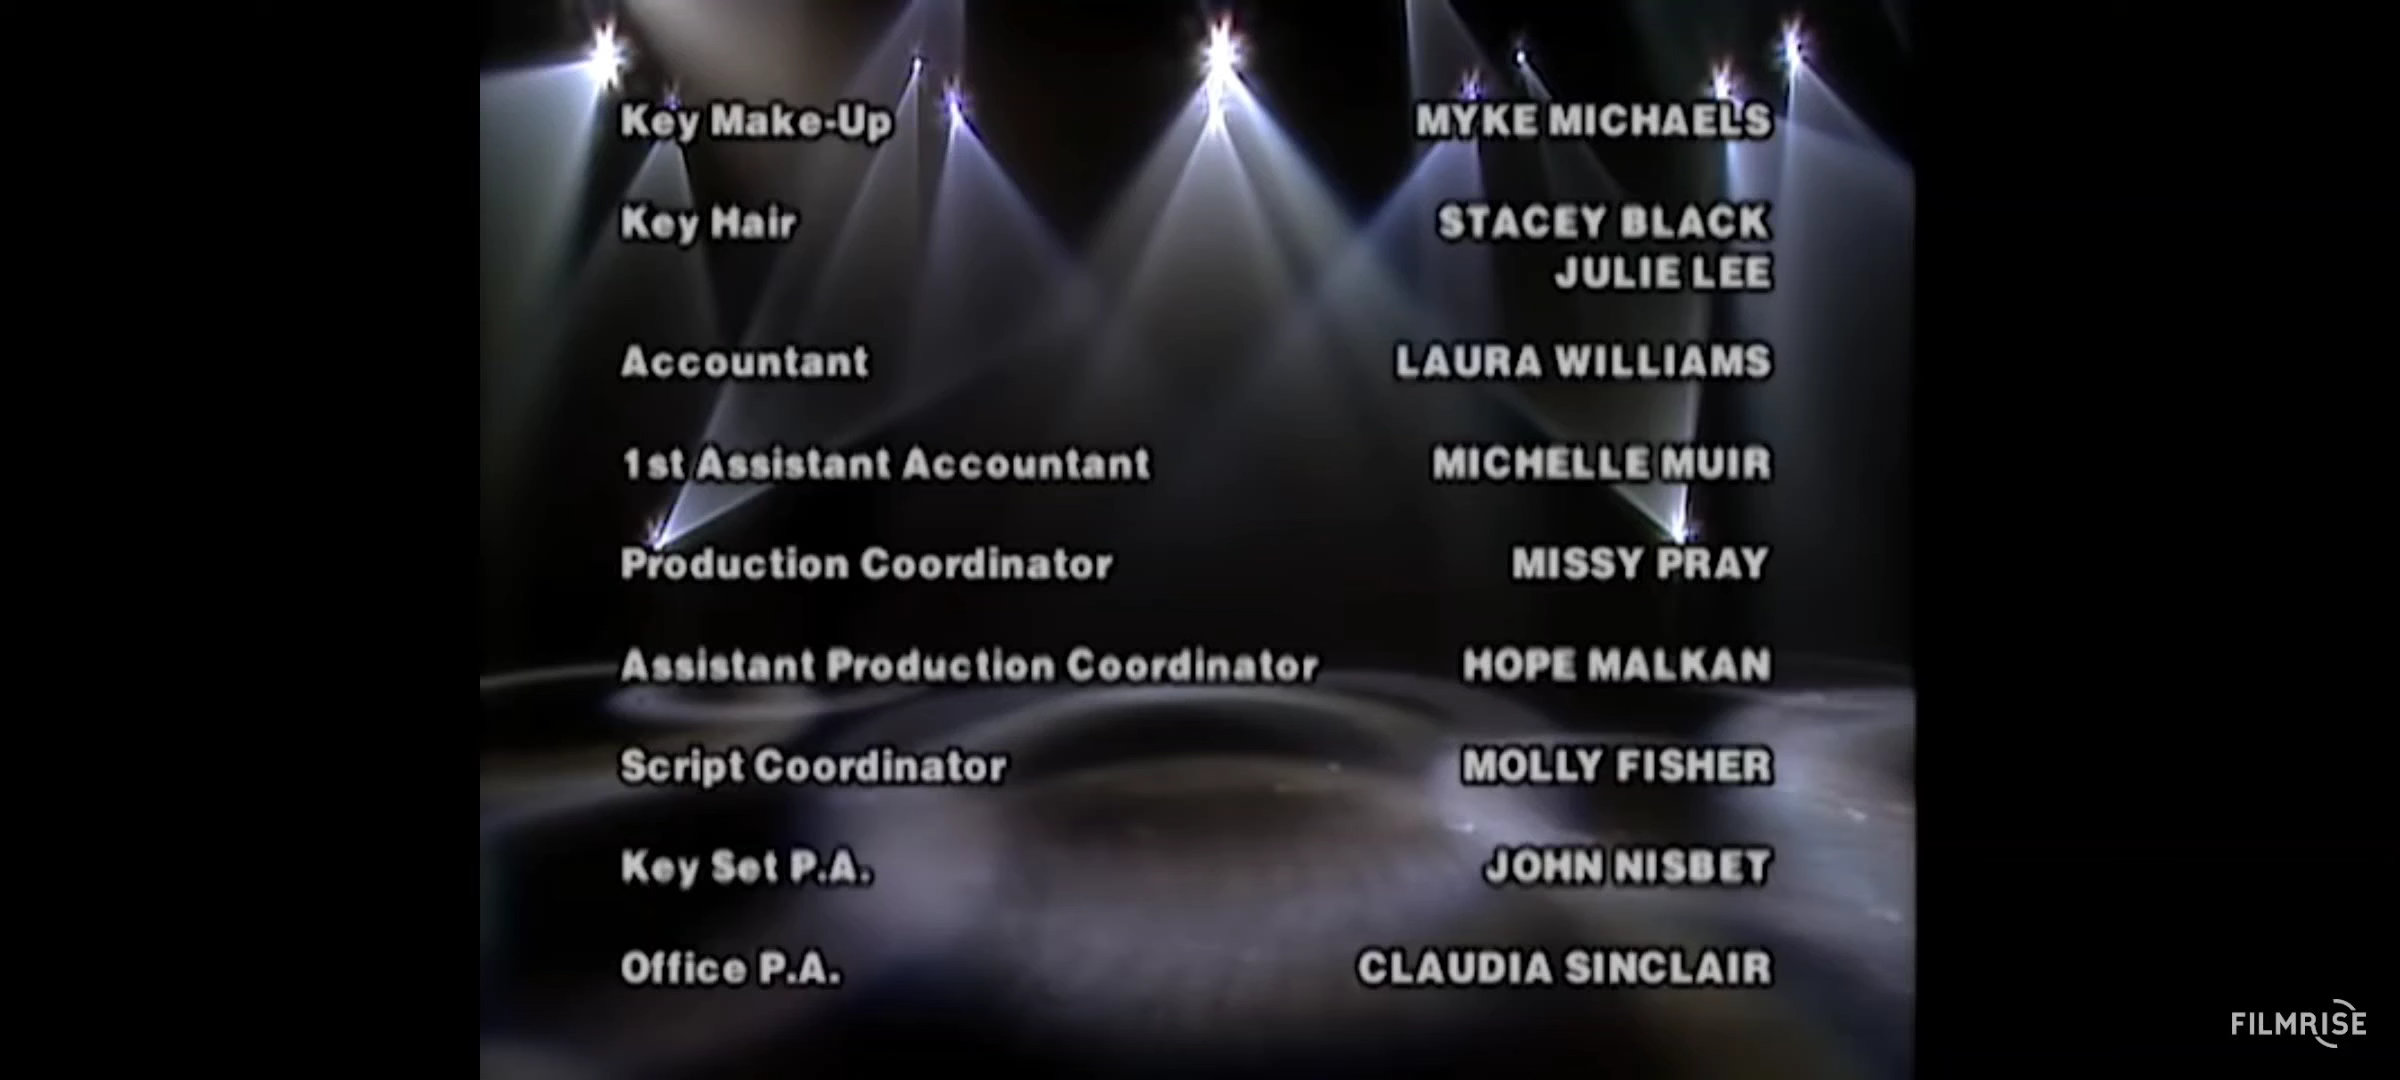 Key Make-Up MYKE MICHAELS
Key Hair STACEY BLACK
JULIE LEE
Accountant LAURA WILLIAMS
1st Assistant Accountant MICHELLE MUIR
Production Coordinator MISSY PRAY
Assistant Production Coordinator HOPE MALKAN
Script Coordinator MOLLY FISHER
Key Set P.A. JOHN NISBET
Office P.A. CLAUDIA SINCLAIR
FILMRISE